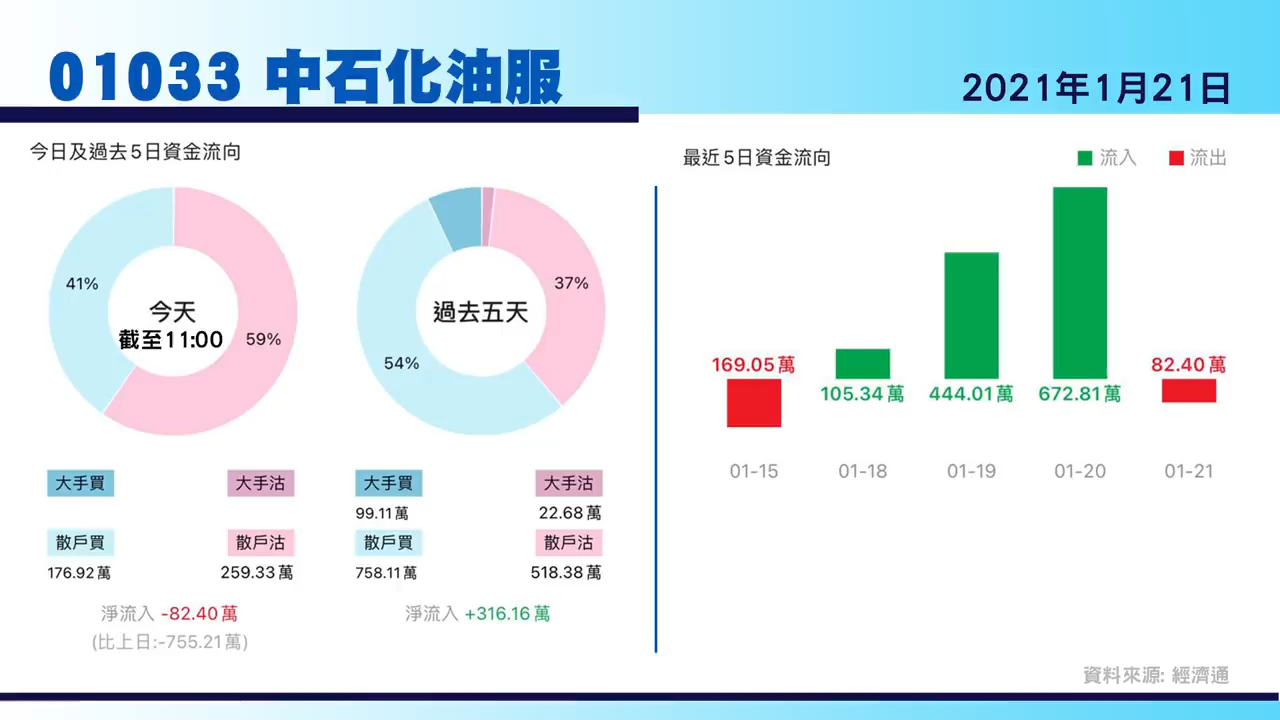 01033 中石化油服
2021年1月21日
今日及過去5日資金流向
41%
59%
今天
截至11:00
37%
54%
過去五天
大手買
大手沽
散戶買
散戶沽
176.92萬
259.33萬
淨流入 -82.40萬
(比上日:-755.21萬)
大手買
大手沽
99.11萬
22.68萬
散戶買
散戶沽
758.11萬
518.38萬
淨流入 +316.16萬
最近5日資金流向
流入
流出
169.05萬
105.34萬
444.01萬
672.81萬
82.40萬
01-15
01-18
01-19
01-20
01-21
資料來源: 經濟通